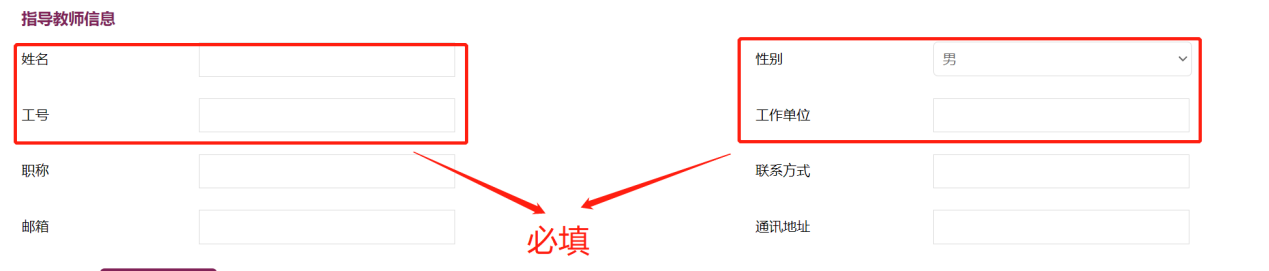 指导教师信息
姓名 性别 男
工号 工作单位
职称 联系方式
邮箱 通讯地址
必填